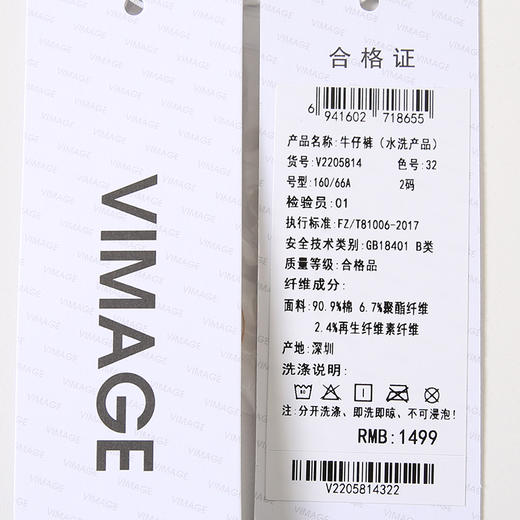 VIMAGE
合格证
6 941602 718655
产品名称:牛仔裤(水洗产品)
货号:V2205814 色号:32
号型:160/66A 2码
检验员:01
执行标准:FZ/T81006-2017
安全技术类别:GB18401 B类
质量等级:合格品
纤维成分:
面料:90.9%棉 6.7%聚酯纤维
2.4%再生纤维素纤维
产地:深圳
洗涤说明:
注:分开洗涤、即洗即晾、不可浸泡!
RMB:1499
V2205814322